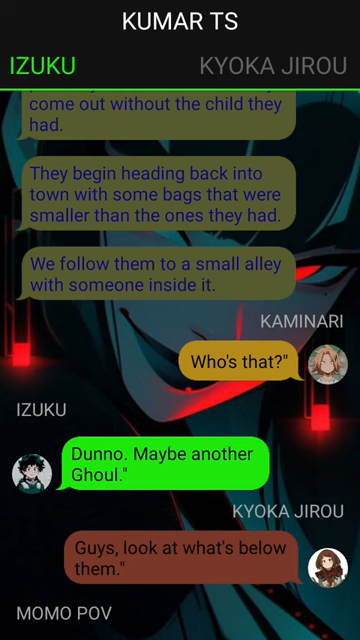 KUMAR TS
IZUKU KYOKA JIROU
come out without the child they
had.
They begin heading back into
town with some bags that were
smaller than the ones they had.
We follow them to a small alley
with someone inside it.
KAMINARI
Who's that?"
IZUKU
Dunno. Maybe another
Ghoul."
KYOKA JIROU
Guys, look at what's below
them."
MOMO POV